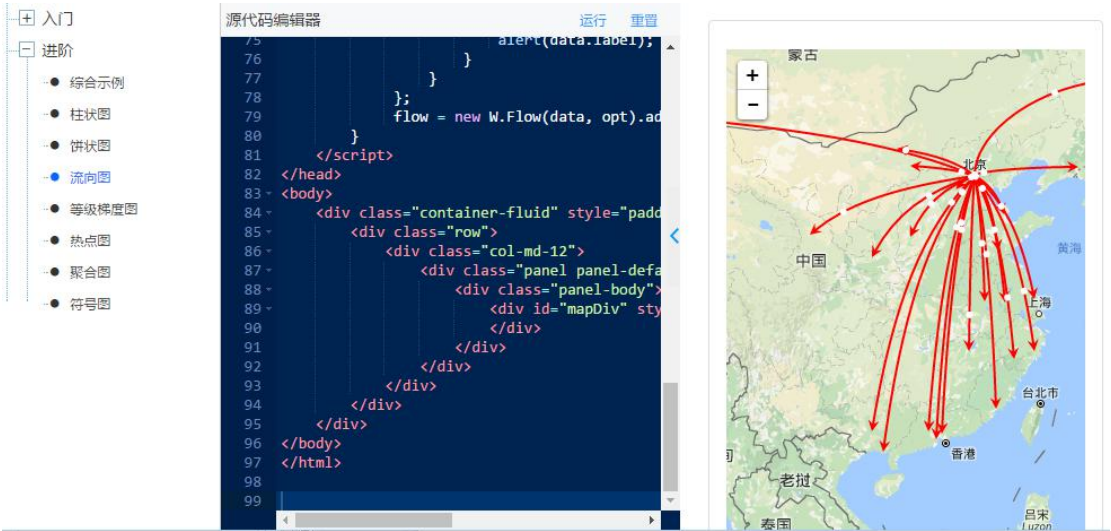 入门
进阶
综合示例
柱状图
饼状图
流向图
等级梯度图
热点图
聚合图
符号图
源代码编辑器 运行 重置
75 alert(data.label);
76 }
77 }
78 };
79 flow = new W.Flow(data, opt).ad
80 }
81 </script>
82 </head>
83 <body>
84 <div class="container-fluid" style="padd
85 <div class="row">
86 <div class="col-md-12">
87 <div class="panel panel-defa
88 <div class="panel-body">
89 <div id="mapDiv" sty
90 </div>
91 </div>
92 </div>
93 </div>
94 </div>
95 </div>
96 </body>
97 </html>
98
99
+
-
蒙古
北京
中国
黄海
上海
台北市
香港
老挝
泰国
吕宋
Luzon